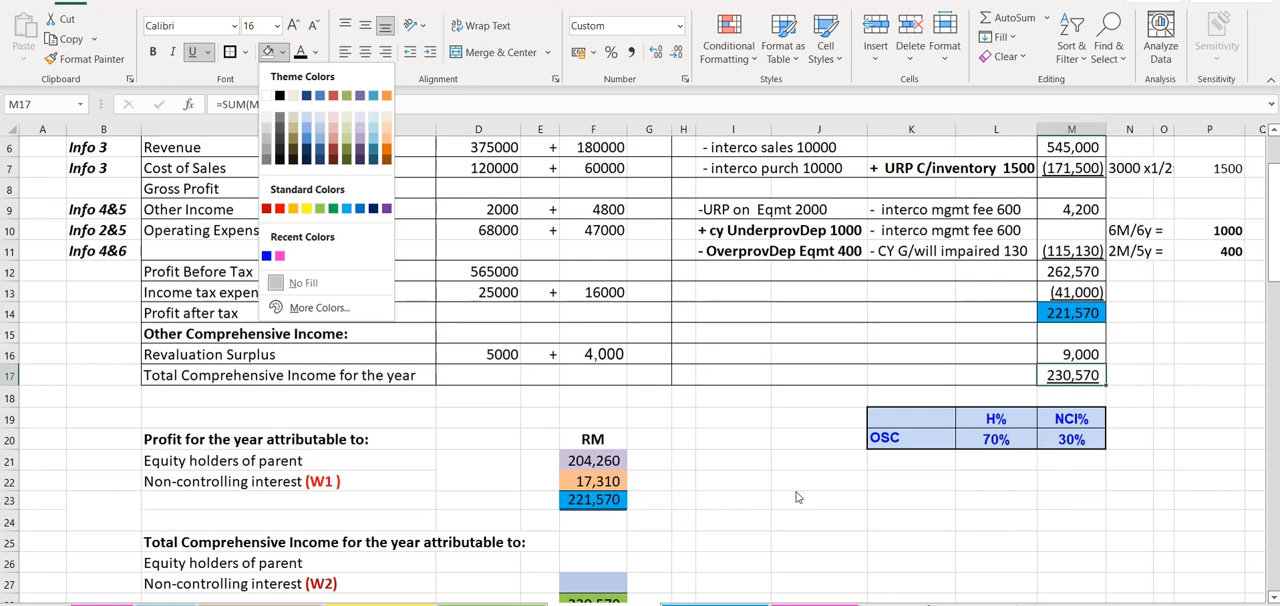 Cut
Copy
Format Painter
Paste
Clipboard
Calibri 16 A A
B I U A
Font
Wrap Text
Merge & Center
Alignment
Custom
% ,
Number
Conditional Formatting
Format as Table
Cell Styles
Styles
Insert Delete Format
Cells
AutoSum
Fill
Clear
Sort & Filter
Find & Select
Editing
Analyze Data
Analysis
Sensitivity
Sensitivity
M17 fx =SUM(M
Theme Colors
Standard Colors
Recent Colors
No Fill
More Colors...
A B D E F G H I J K L M N O P
6 Info 3 Revenue 375000 + 180000 - interco sales 10000 545,000
7 Info 3 Cost of Sales 120000 + 60000 - interco purch 10000 + URP C/inventory 1500 (171,500) 3000 x1/2 1500
8 Gross Profit
9 Info 4&5 Other Income 2000 + 4800 -URP on Eqmt 2000 - interco mgmt fee 600 4,200
10 Info 2&5 Operating Expens 68000 + 47000 + cy UnderprovDep 1000 - interco mgmt fee 600 6M/6y = 1000
11 Info 4&6 - OverprovDep Eqmt 400 - CY G/will impaired 130 (115,130) 2M/5y = 400
12 Profit Before Tax 565000 262,570
13 Income tax expen 25000 + 16000 (41,000)
14 Profit after tax 221,570
15 Other Comprehensive Income:
16 Revaluation Surplus 5000 + 4,000 9,000
17 Total Comprehensive Income for the year 230,570
18
19 H% NCI%
20 Profit for the year attributable to: RM OSC 70% 30%
21 Equity holders of parent 204,260
22 Non-controlling interest (W1 ) 17,310
23 221,570
24
25 Total Comprehensive Income for the year attributable to:
26 Equity holders of parent
27 Non-controlling interest (W2)
230,570